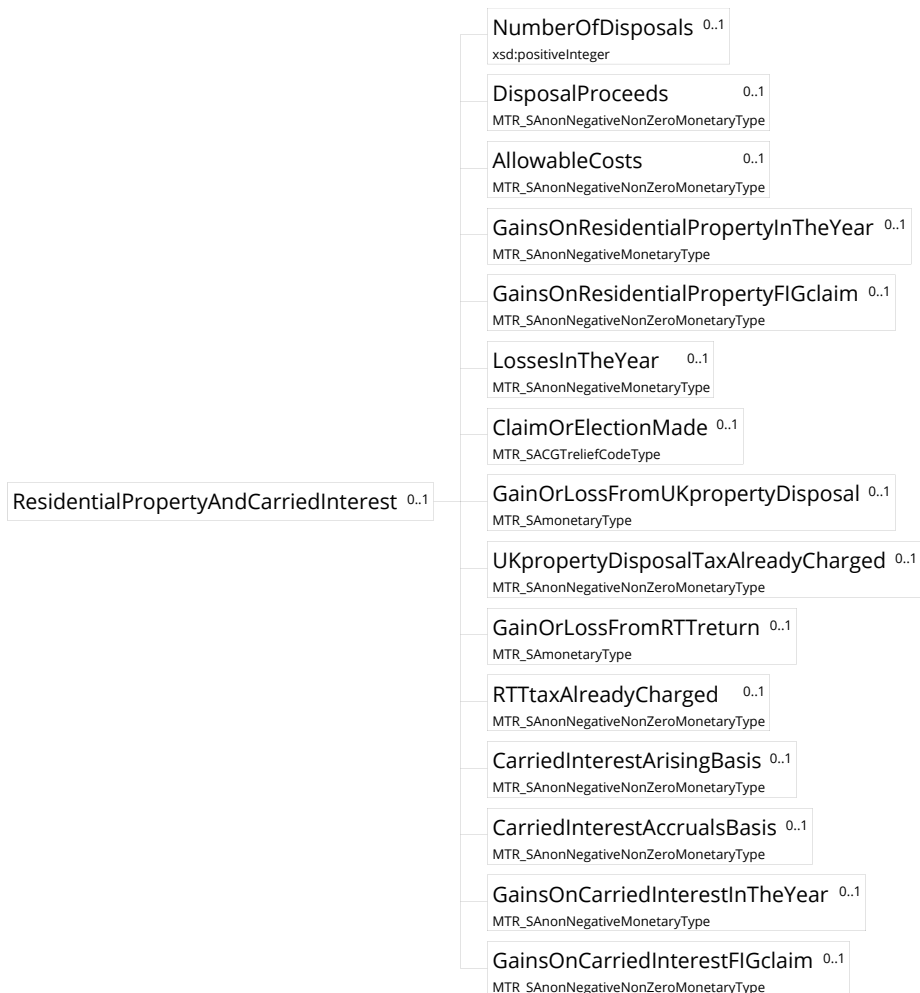 NumberOfDisposals 0..1
xsd:positiveInteger
DisposalProceeds 0..1
MTR_SAnonNegativeNonZeroMonetaryType
AllowableCosts 0..1
MTR_SAnonNegativeNonZeroMonetaryType
GainsOnResidentialPropertyInTheYear 0..1
MTR_SAnonNegativeMonetaryType
GainsOnResidentialPropertyFIGclaim 0..1
MTR_SAnonNegativeNonZeroMonetaryType
LossesInTheYear 0..1
MTR_SAnonNegativeMonetaryType
ClaimOrElectionMade 0..1
MTR_SACGTreliefCodeType
ResidentialPropertyAndCarriedInterest 0..1
GainOrLossFromUKpropertyDisposal 0..1
MTR_SAmonetaryType
UKpropertyDisposalTaxAlreadyCharged 0..1
MTR_SAnonNegativeNonZeroMonetaryType
GainOrLossFromRTTreturn 0..1
MTR_SAmonetaryType
RTTtaxAlreadyCharged 0..1
MTR_SAnonNegativeNonZeroMonetaryType
CarriedInterestArisingBasis 0..1
MTR_SAnonNegativeNonZeroMonetaryType
CarriedInterestAccrualsBasis 0..1
MTR_SAnonNegativeNonZeroMonetaryType
GainsOnCarriedInterestInTheYear 0..1
MTR_SAnonNegativeMonetaryType
GainsOnCarriedInterestFIGclaim 0..1
MTR_SAnonNegativeNonZeroMonetaryType